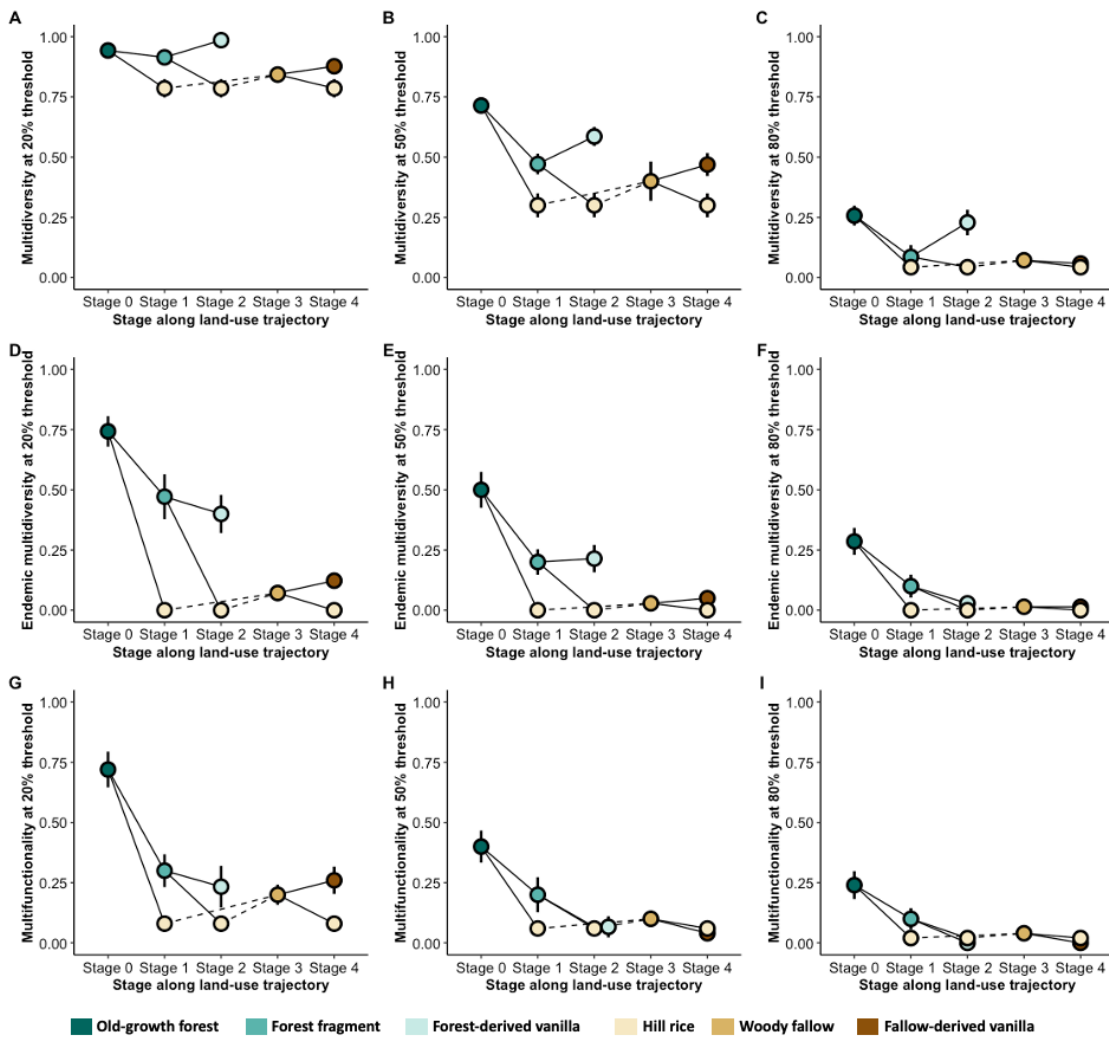 A
Multidiversity at 20% threshold
1.00
0.75
0.50
0.25
0.00
Stage 0 Stage 1 Stage 2 Stage 3 Stage 4
Stage along land-use trajectory
B
Multidiversity at 50% threshold
1.00
0.75
0.50
0.25
0.00
Stage 0 Stage 1 Stage 2 Stage 3 Stage 4
Stage along land-use trajectory
C
Multidiversity at 80% threshold
1.00
0.75
0.50
0.25
0.00
Stage 0 Stage 1 Stage 2 Stage 3 Stage 4
Stage along land-use trajectory
D
Endemic multidiversity at 20% threshold
1.00
0.75
0.50
0.25
0.00
Stage 0 Stage 1 Stage 2 Stage 3 Stage 4
Stage along land-use trajectory
E
Endemic multidiversity at 50% threshold
1.00
0.75
0.50
0.25
0.00
Stage 0 Stage 1 Stage 2 Stage 3 Stage 4
Stage along land-use trajectory
F
Endemic multidiversity at 80% threshold
1.00
0.75
0.50
0.25
0.00
Stage 0 Stage 1 Stage 2 Stage 3 Stage 4
Stage along land-use trajectory
G
Multifunctionality at 20% threshold
1.00
0.75
0.50
0.25
0.00
Stage 0 Stage 1 Stage 2 Stage 3 Stage 4
Stage along land-use trajectory
H
Multifunctionality at 50% threshold
1.00
0.75
0.50
0.25
0.00
Stage 0 Stage 1 Stage 2 Stage 3 Stage 4
Stage along land-use trajectory
I
Multifunctionality at 80% threshold
1.00
0.75
0.50
0.25
0.00
Stage 0 Stage 1 Stage 2 Stage 3 Stage 4
Stage along land-use trajectory
Old-growth forest Forest fragment Forest-derived vanilla Hill rice Woody fallow Fallow-derived vanilla